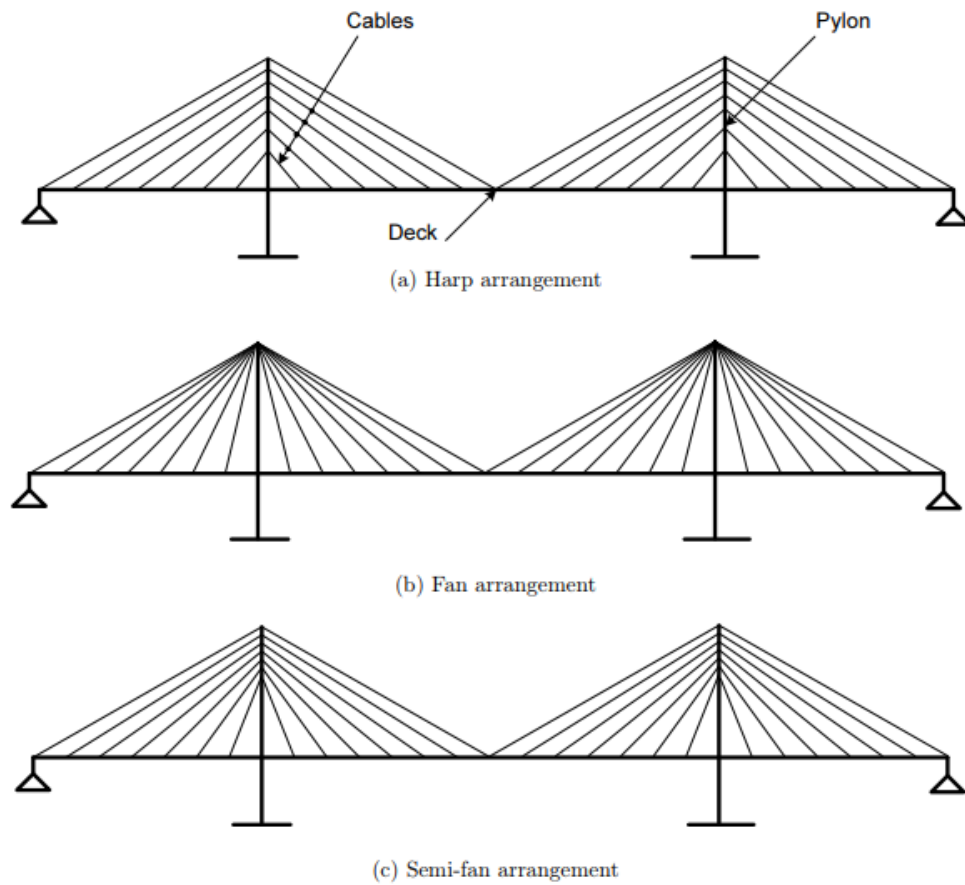 Cables
Pylon
Deck
(a) Harp arrangement
(b) Fan arrangement
(c) Semi-fan arrangement